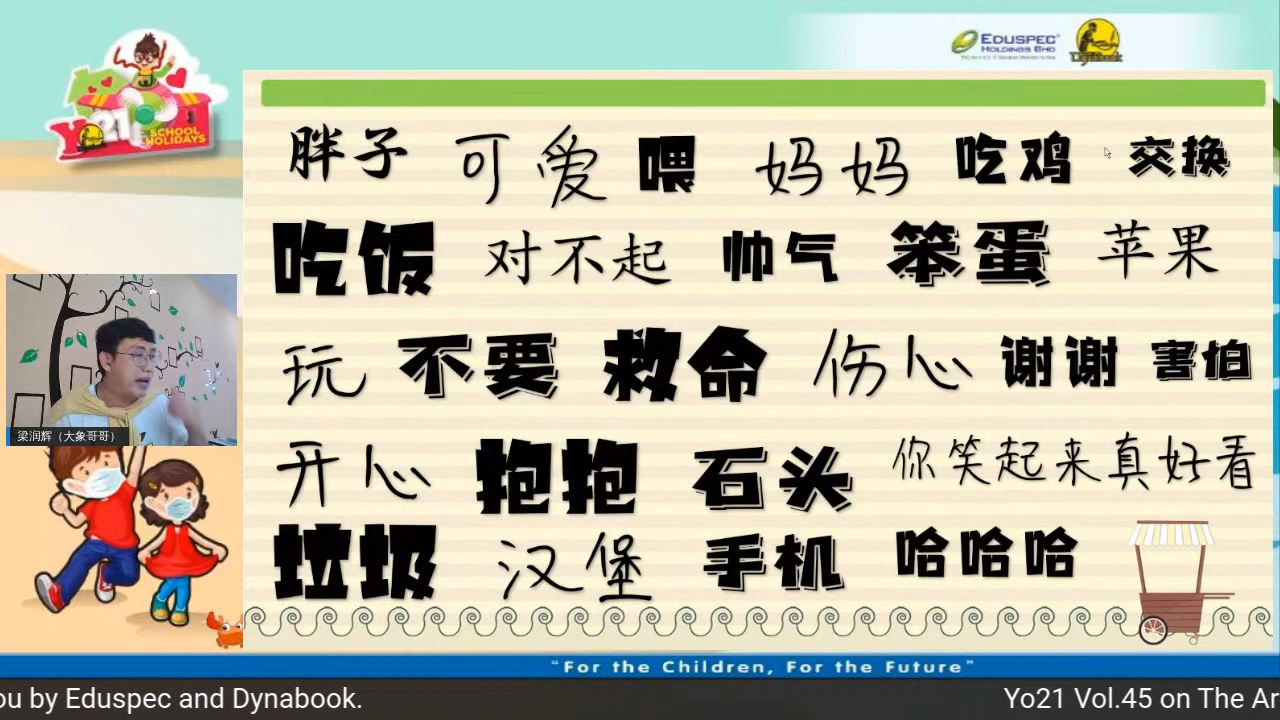 Yo21 SCHOOL HOLIDAYS
EDUSPEC HOLDINGS BHD
胖子 可爱 喂 妈妈 吃鸡 交换
吃饭 对不起 帅气 笨蛋 苹果
玩 不要 救命 伤心 谢谢 害怕
开心 抱抱 石头 你笑起来真好看
垃圾 汉堡 手机 哈哈哈
梁润辉（大象哥哥）
“For the Children, For the Future”
ou by Eduspec and Dynabook. Yo21 Vol.45 on The Ar